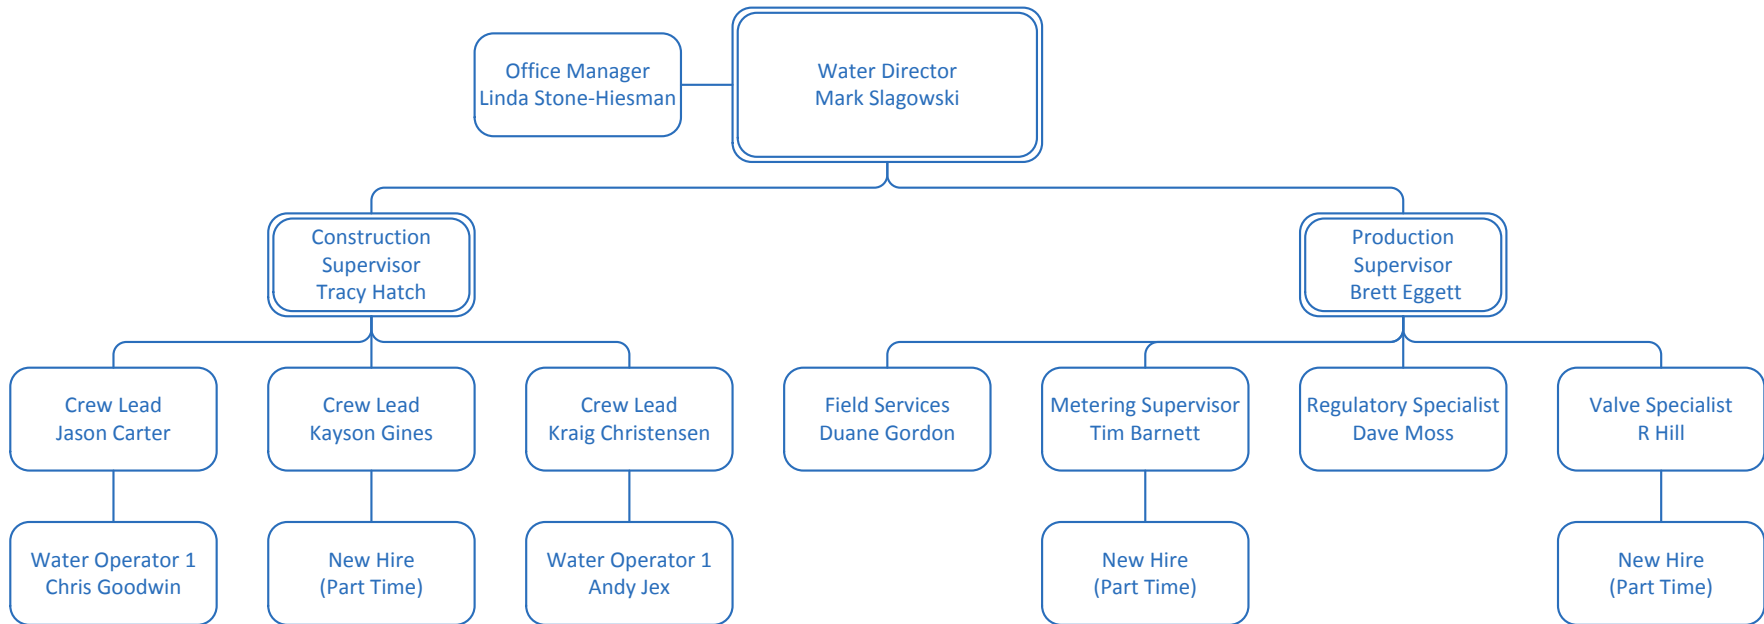 Office Manager
Linda Stone-Hiesman
Water Director
Mark Slagowski
Construction
Supervisor
Tracy Hatch
Production
Supervisor
Brett Eggett
Crew Lead
Jason Carter
Crew Lead
Kayson Gines
Crew Lead
Kraig Christensen
Field Services
Duane Gordon
Metering Supervisor
Tim Barnett
Regulatory Specialist
Dave Moss
Valve Specialist
R Hill
Water Operator 1
Chris Goodwin
New Hire
(Part Time)
Water Operator 1
Andy Jex
New Hire
(Part Time)
New Hire
(Part Time)